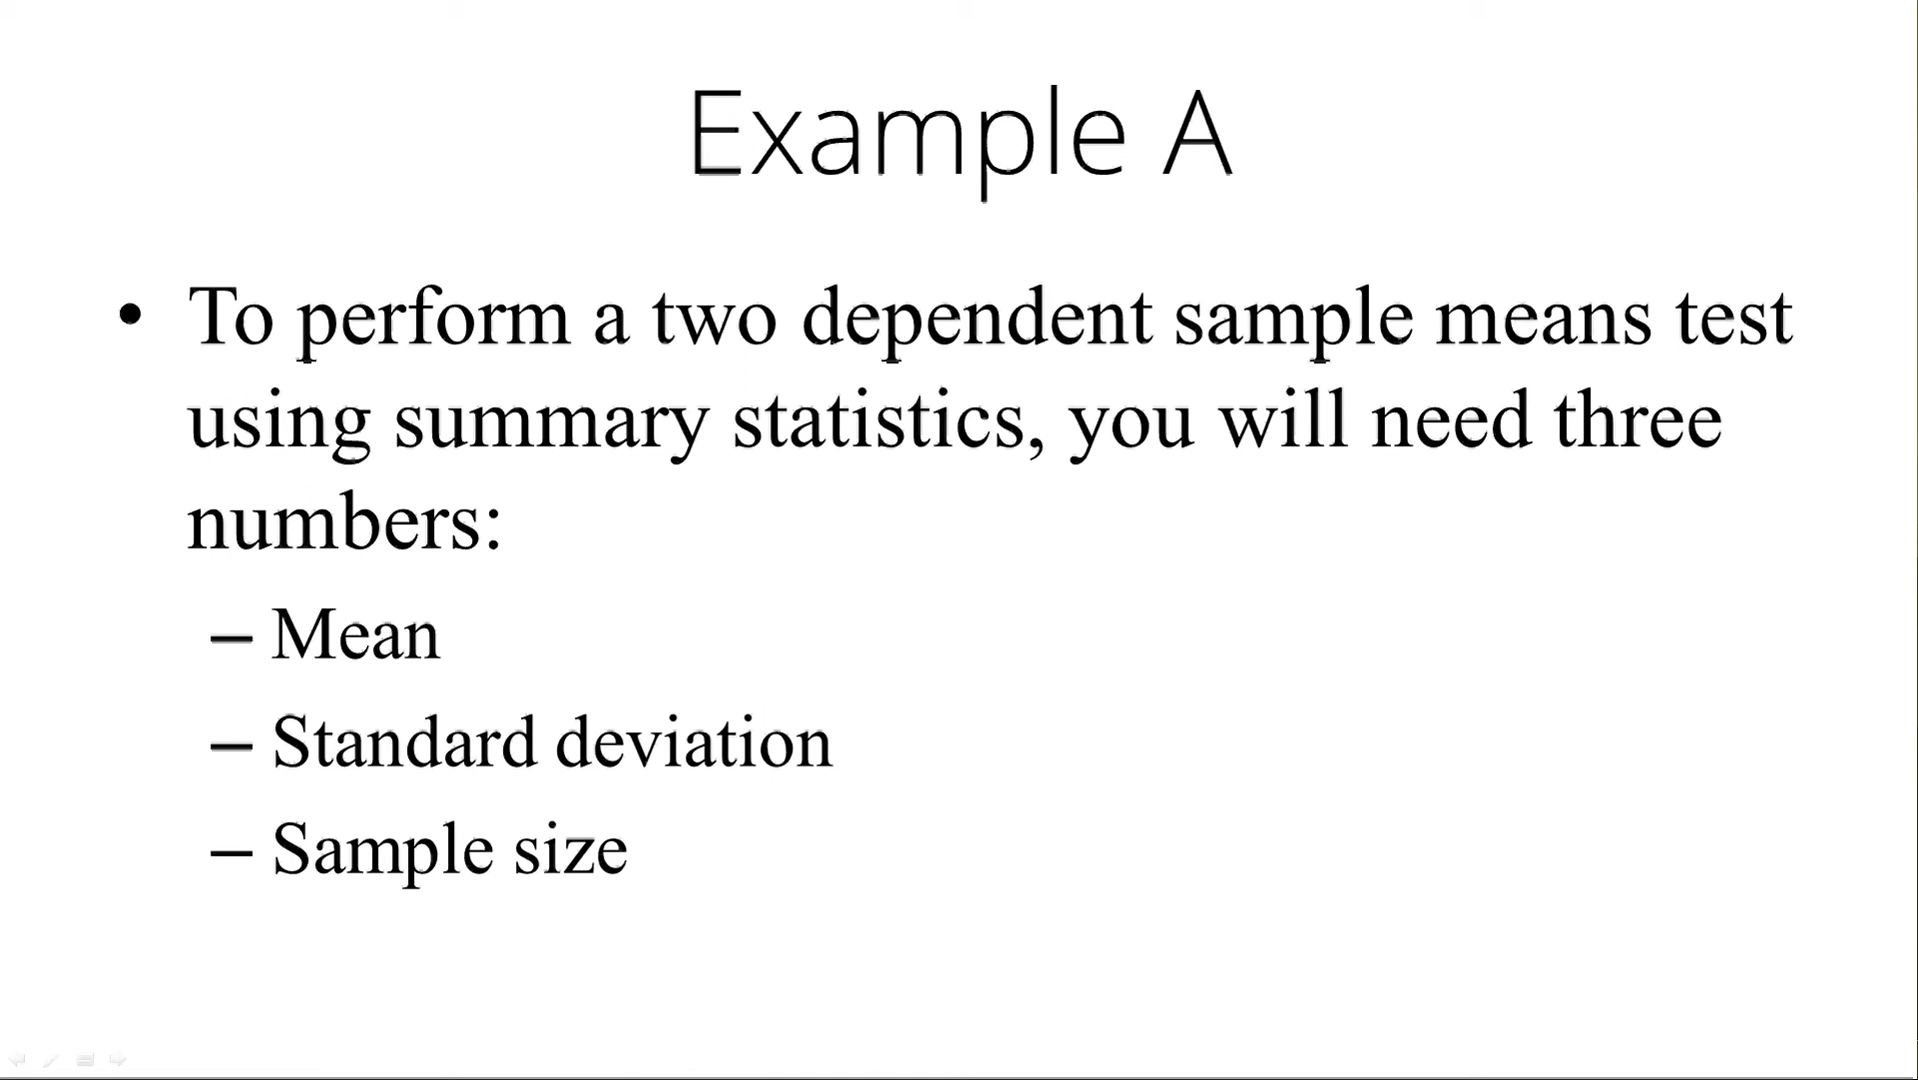 Example A
• To perform a two dependent sample means test
using summary statistics, you will need three
numbers:
– Mean
– Standard deviation
– Sample size